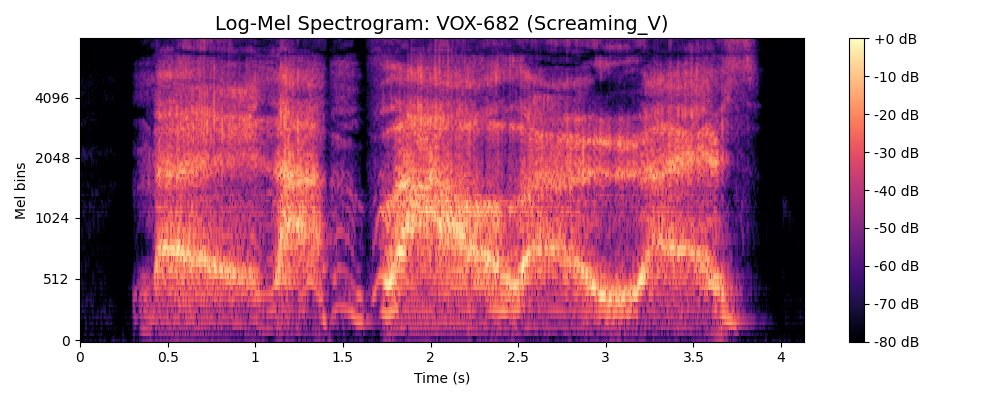 Log-Mel Spectrogram: VOX-682 (Screaming_V)
Mel bins
4096
2048
1024
512
0
0 0.5 1 1.5 2 2.5 3 3.5 4
Time (s)
+0 dB
-10 dB
-20 dB
-30 dB
-40 dB
-50 dB
-60 dB
-70 dB
-80 dB